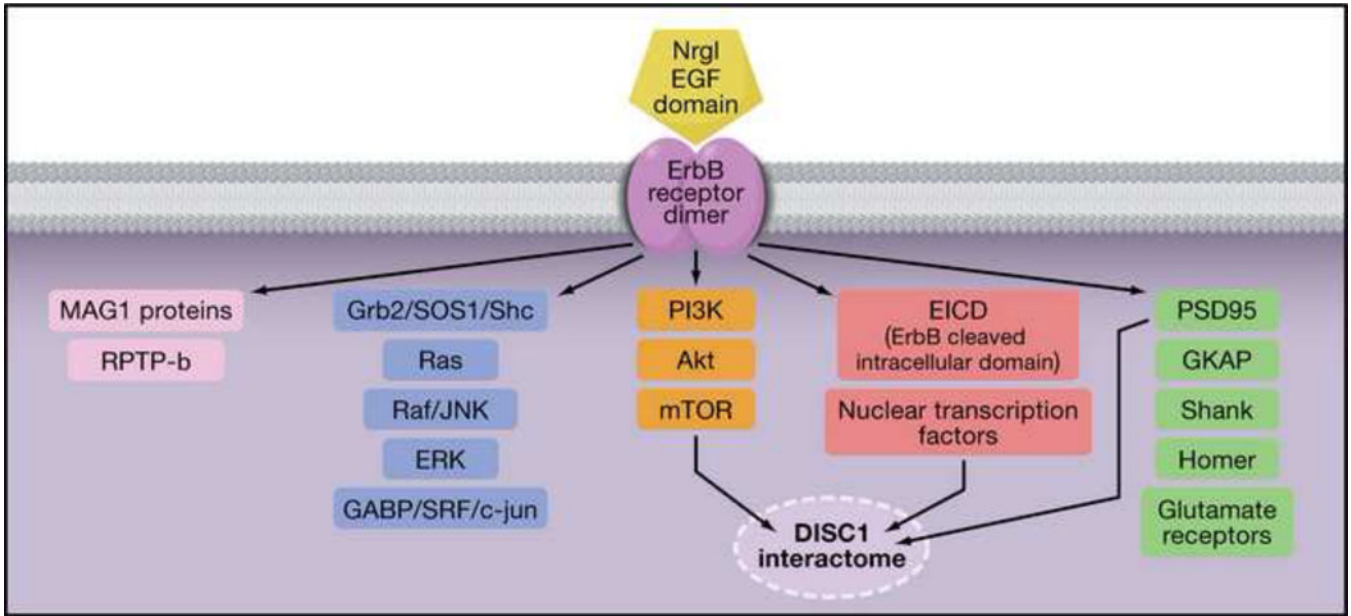 NrgI
EGF
domain
ErbB
receptor
dimer
MAG1 proteins
RPTP-b
Grb2/SOS1/Shc
Ras
Raf/JNK
ERK
GABP/SRF/c-jun
PI3K
Akt
mTOR
EICD
(ErbB cleaved
intracellular domain)
Nuclear transcription
factors
PSD95
GKAP
Shank
Homer
Glutamate
receptors
DISC1
interactome